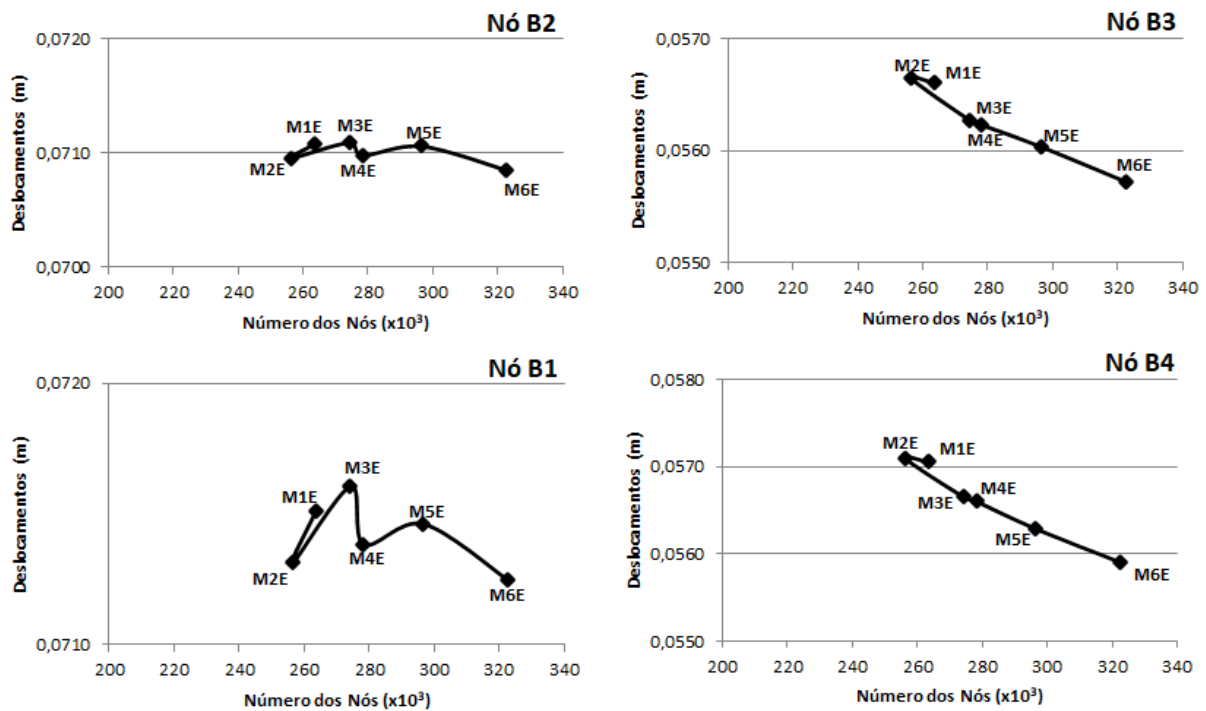 Nó B2
0,0720
0,0710
0,0700
Deslocamentos (m)
M1E
M3E
M5E
M2E
M4E
M6E
200 220 240 260 280 300 320 340
Número dos Nós (x10³)
Nó B3
0,0570
0,0560
0,0550
Deslocamentos (m)
M2E
M1E
M3E
M4E
M5E
M6E
200 220 240 260 280 300 320 340
Número dos Nós (x10³)
Nó B1
0,0720
0,0710
Deslocamentos (m)
M3E
M1E
M5E
M4E
M2E
M6E
200 220 240 260 280 300 320 340
Número dos Nós (x10³)
Nó B4
0,0580
0,0570
0,0560
0,0550
Deslocamentos (m)
M2E
M1E
M4E
M3E
M5E
M6E
200 220 240 260 280 300 320 340
Número dos Nós (x10³)